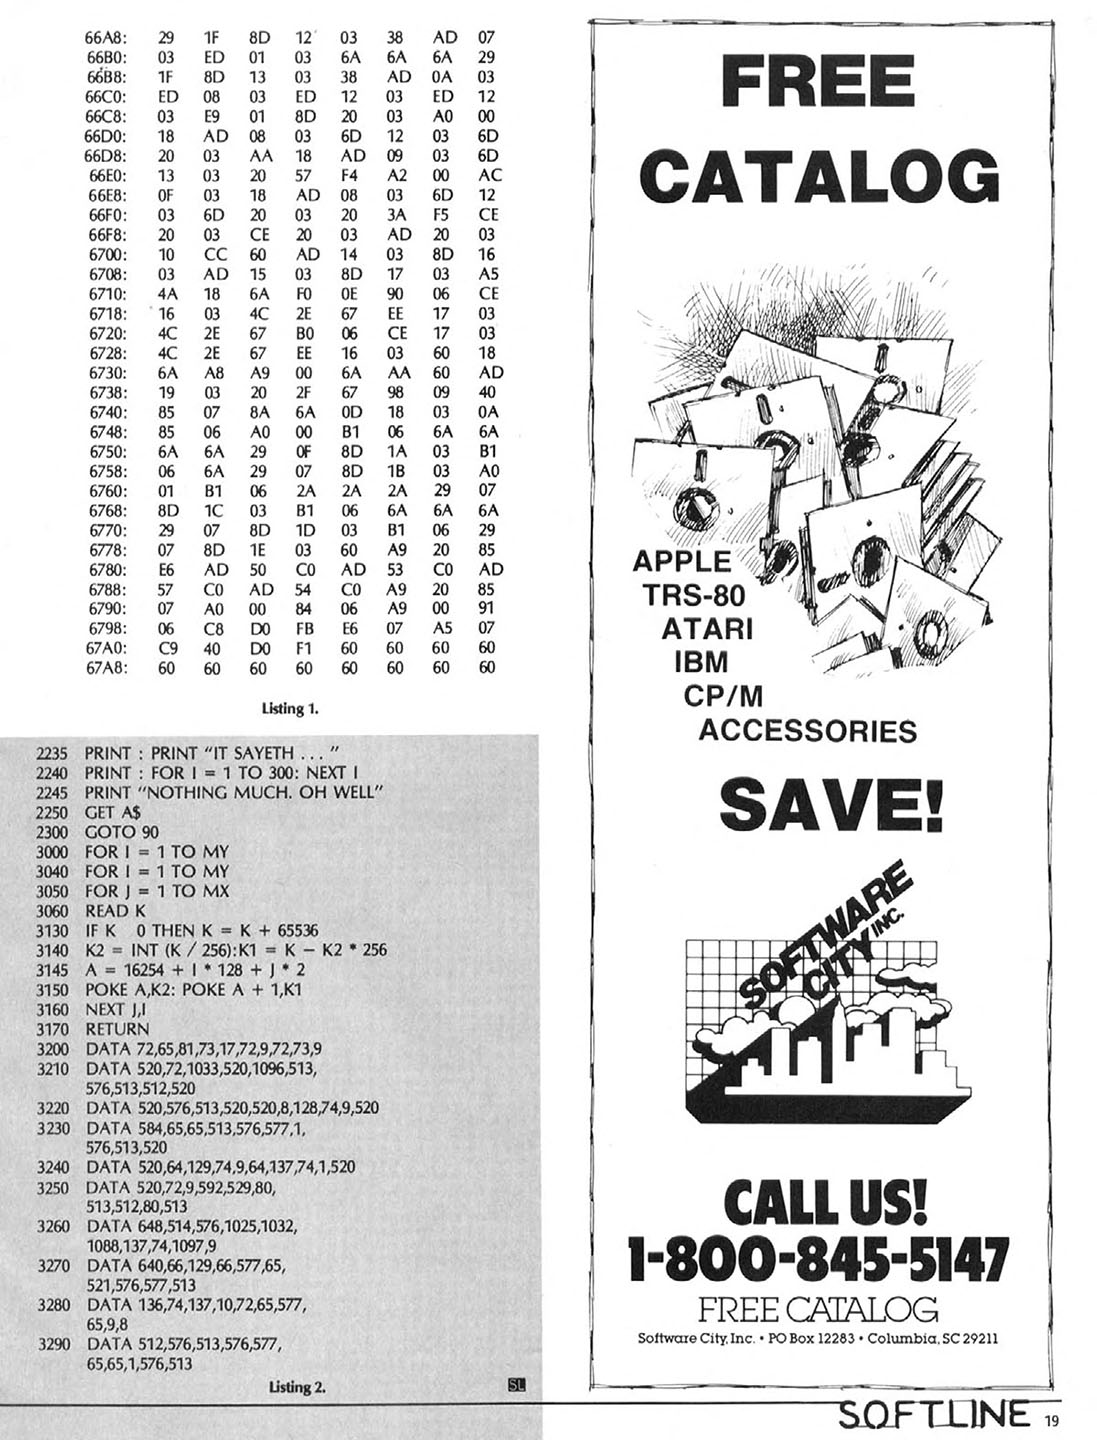 66A8: 29 1F 8D 12 03 38 AD 07
66B0: 03 ED 01 03 6A 6A 6A 29
66B8: 1F 8D 13 03 38 AD 0A 03
66C0: ED 08 03 ED 12 03 ED 12
66C8: 03 E9 01 8D 20 03 A0 00
66D0: 18 AD 08 03 6D 12 03 6D
66D8: 20 03 AA 18 AD 09 03 6D
66E0: 13 03 20 57 F4 A2 00 AC
66E8: 0F 03 18 AD 08 03 6D 12
66F0: 03 6D 20 03 20 3A F5 CE
66F8: 20 03 CE 20 03 AD 20 03
6700: 10 CC 60 AD 14 03 8D 16
6708: 03 AD 15 03 8D 17 03 A5
6710: 4A 18 6A F0 0E 90 06 CE
6718: 16 03 4C 2E 67 EE 17 03
6720: 4C 2E 67 B0 06 CE 17 03
6728: 4C 2E 67 EE 16 03 60 18
6730: 6A A8 A9 00 6A AA 60 AD
6738: 19 03 20 2F 67 98 09 40
6740: 85 07 8A 6A 0D 18 03 0A
6748: 85 06 A0 00 B1 06 6A 6A
6750: 6A 6A 29 0F 8D 1A 03 B1
6758: 06 6A 29 07 8D 1B 03 A0
6760: 01 B1 06 2A 2A 2A 29 07
6768: 8D 1C 03 B1 06 6A 6A 6A
6770: 29 07 8D 1D 03 B1 06 29
6778: 07 8D 1E 03 60 A9 20 85
6780: E6 AD 50 C0 AD 53 C0 AD
6788: 57 C0 AD 54 C0 A9 20 85
6790: 07 A0 00 84 06 A9 00 91
6798: 06 C8 D0 FB E6 07 A5 07
67A0: C9 40 D0 F1 60 60 60 60
67A8: 60 60 60 60 60 60 60 60
Listing 1.
2235 PRINT : PRINT "IT SAYETH . . . "
2240 PRINT : FOR I = 1 TO 300: NEXT I
2245 PRINT "NOTHING MUCH. OH WELL"
2250 GET A$
2300 GOTO 90
3000 FOR I = 1 TO MY
3040 FOR I = 1 TO MY
3050 FOR J = 1 TO MX
3060 READ K
3130 IF K 0 THEN K = K + 65536
3140 K2 = INT (K / 256):K1 = K − K2 * 256
3145 A = 16254 + I * 128 + J * 2
3150 POKE A,K2: POKE A + 1,K1
3160 NEXT J,I
3170 RETURN
3200 DATA 72,65,81,73,17,72,9,72,73,9
3210 DATA 520,72,1033,520,1096,513,
576,513,512,520
3220 DATA 520,576,513,520,520,8,128,74,9,520
3230 DATA 584,65,65,513,576,577,1,
576,513,520
3240 DATA 520,64,129,74,9,64,137,74,1,520
3250 DATA 520,72,9,592,529,80,
513,512,80,513
3260 DATA 648,514,576,1025,1032,
1088,137,74,1097,9
3270 DATA 640,66,129,66,577,65,
521,576,577,513
3280 DATA 136,74,137,10,72,65,577,
65,9,8
3290 DATA 512,576,513,576,577,
65,65,1,576,513
Listing 2.
SL
FREE
CATALOG
APPLE
TRS-80
ATARI
IBM
CP/M
ACCESSORIES
SAVE!
SOFTWARE
CITY INC.
CALL US!
1-800-845-5147
FREE CATALOG
Software City, Inc. • PO Box 12283 • Columbia, SC 29211
SOFTLINE 19